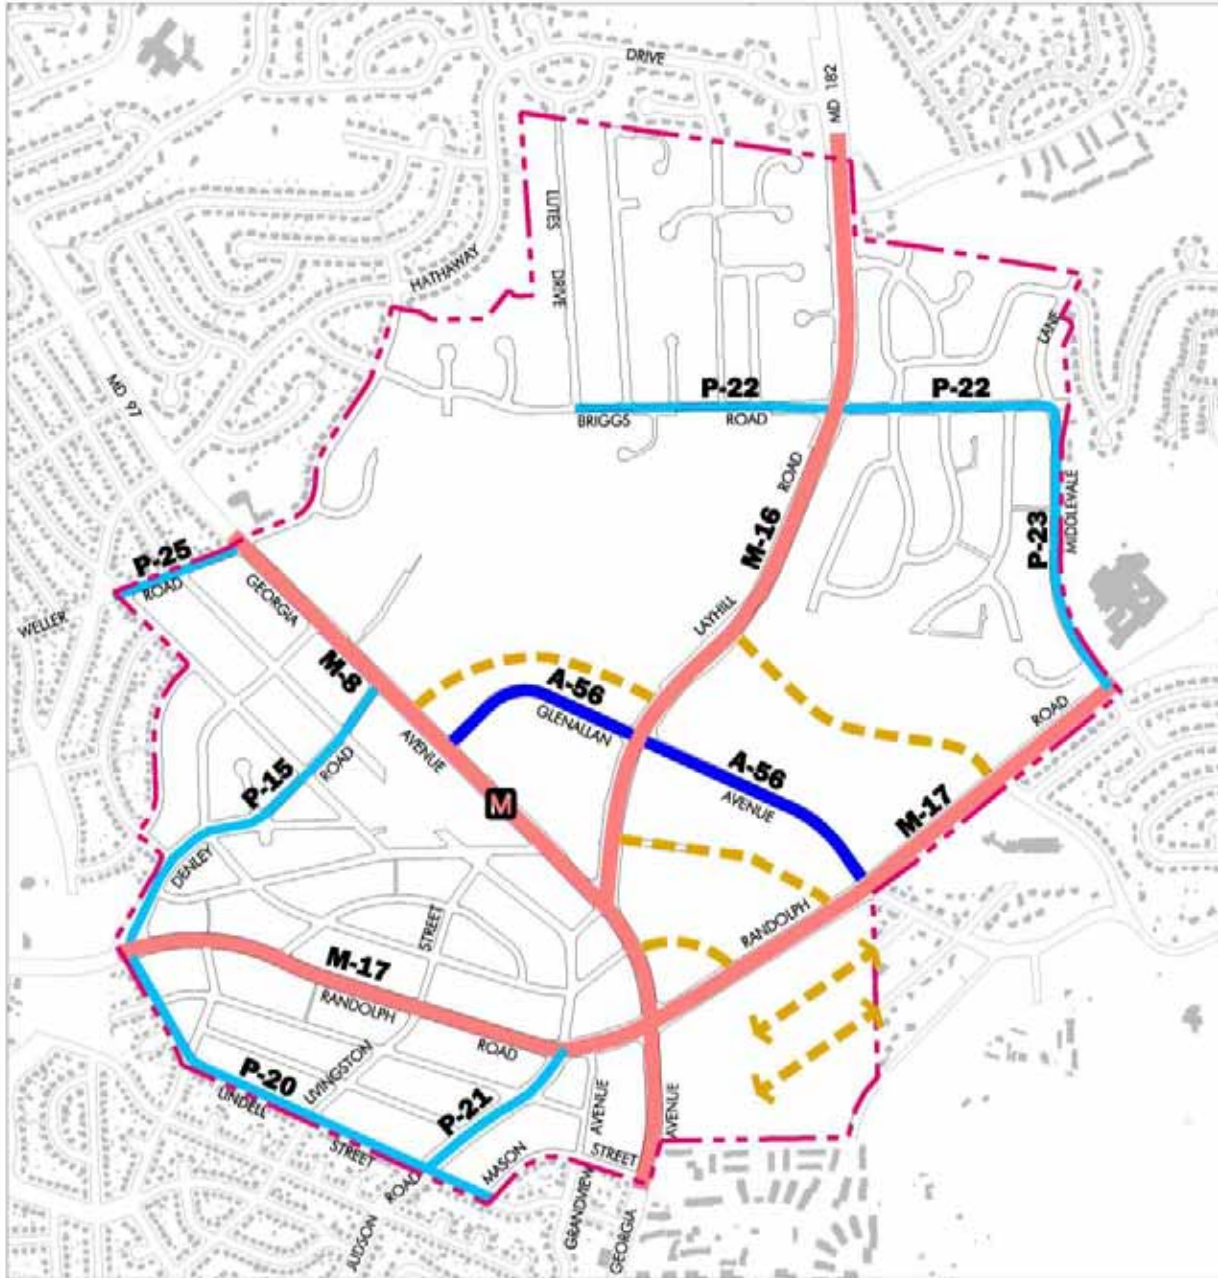 DRIVE
MD 182
LUTES
DRIVE
HATHAWAY
LANE
MD 97
P-22
P-22
BRIGGS
ROAD
ROAD
M-16
MIDDLEVALE
P-23
P-25
ROAD
WELLER
GEORGIA
LAYHILL
M-8
A-56
GLENALLAN
ROAD
AVENUE
ROAD
P-15
A-56
AVENUE
M-17
M
DENLEY
STREET
RANDOLPH
M-17
RANDOLPH
ROAD
P-20
LIVINGSTON
LINDELL
P-21
AVENUE
AVENUE
STREET
STREET
MASON
ROAD
JUDSON
GRANDVIEW
GEORGIA